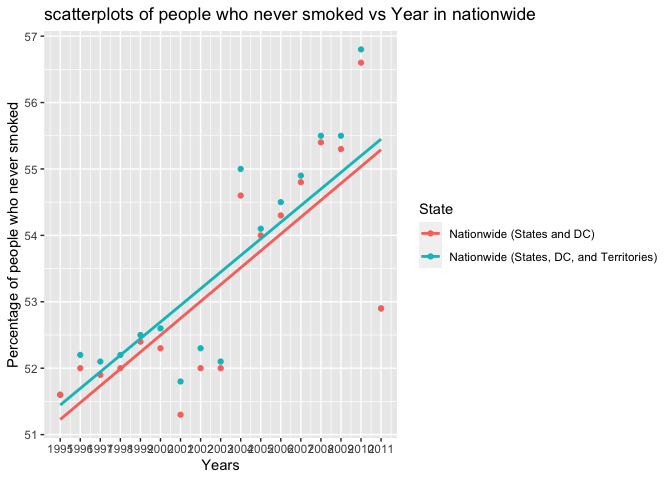 scatterplots of people who never smoked vs Year in nationwide
57
56
55
54
53
52
51
Percentage of people who never smoked
1995 1996 1997 1998 1999 2000 2001 2002 2003 2004 2005 2006 2007 2008 2009 2010 2011
Years
State
Nationwide (States and DC)
Nationwide (States, DC, and Territories)